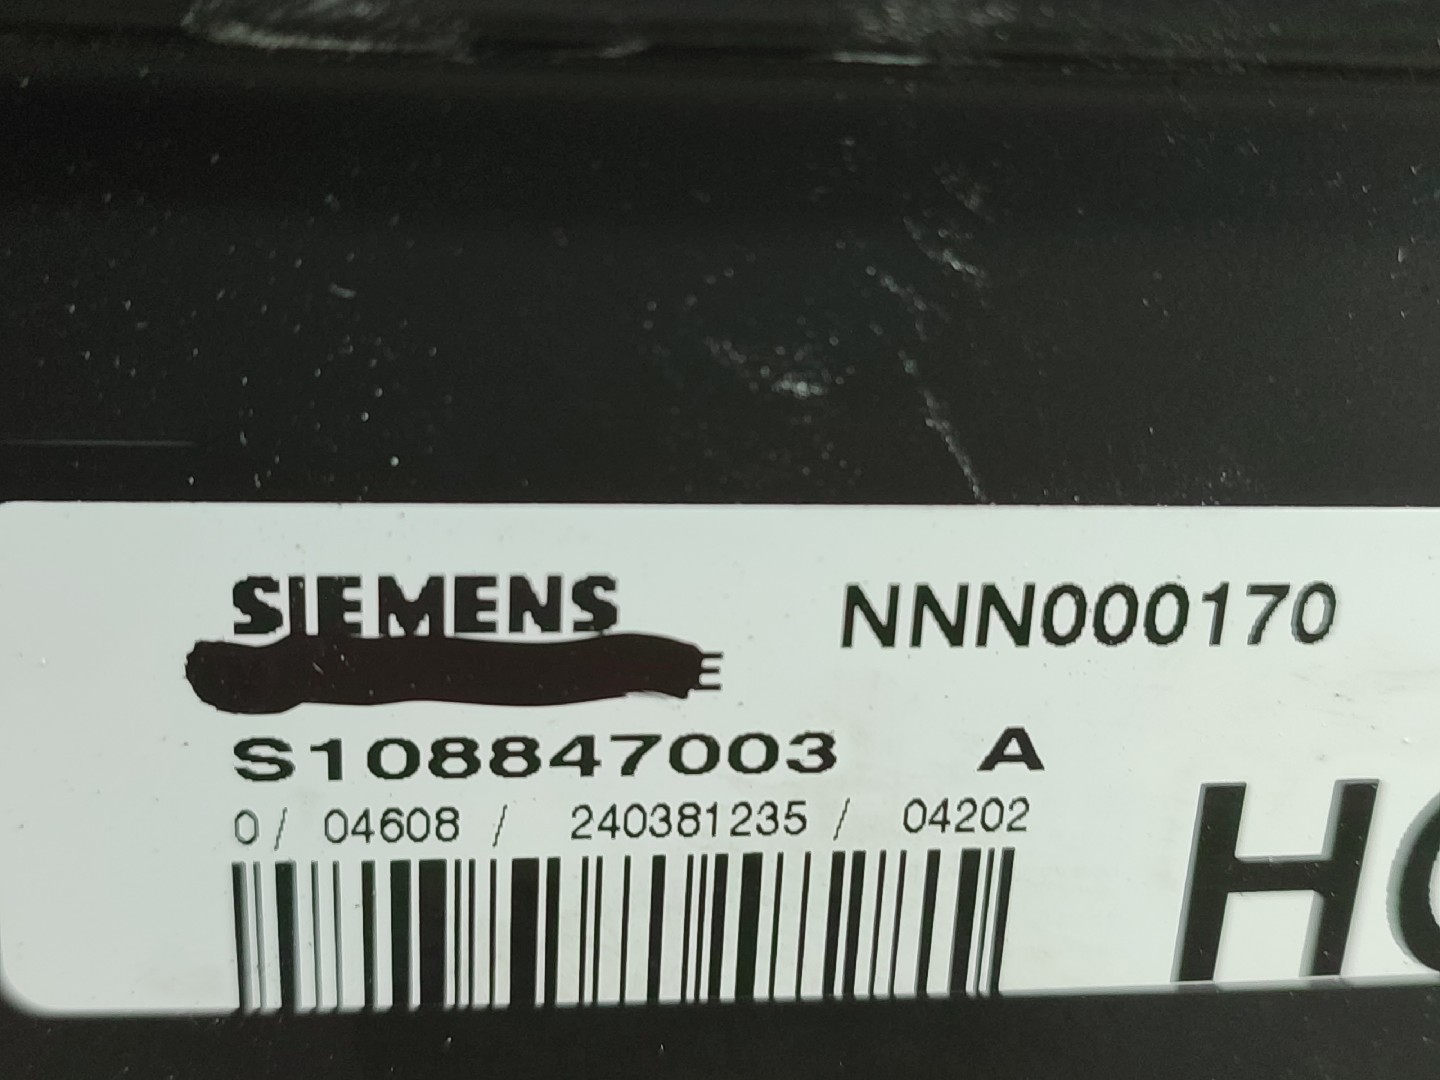 SIEMENS NNN000170
S108847003 A
0/ 04608 / 240381235 / 04202